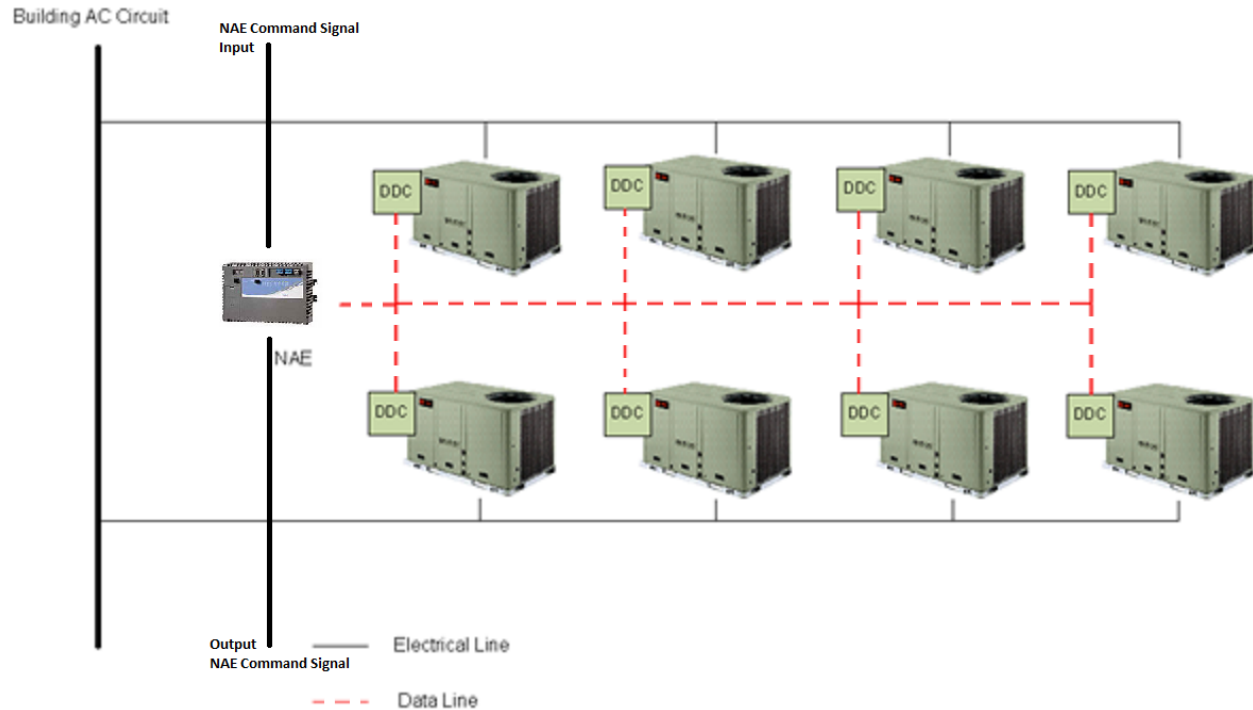 Building AC Circuit
NAE Command Signal
Input
DDC
DDC
DDC
DDC
NAE
DDC
DDC
DDC
DDC
Output
NAE Command Signal
Electrical Line
Data Line